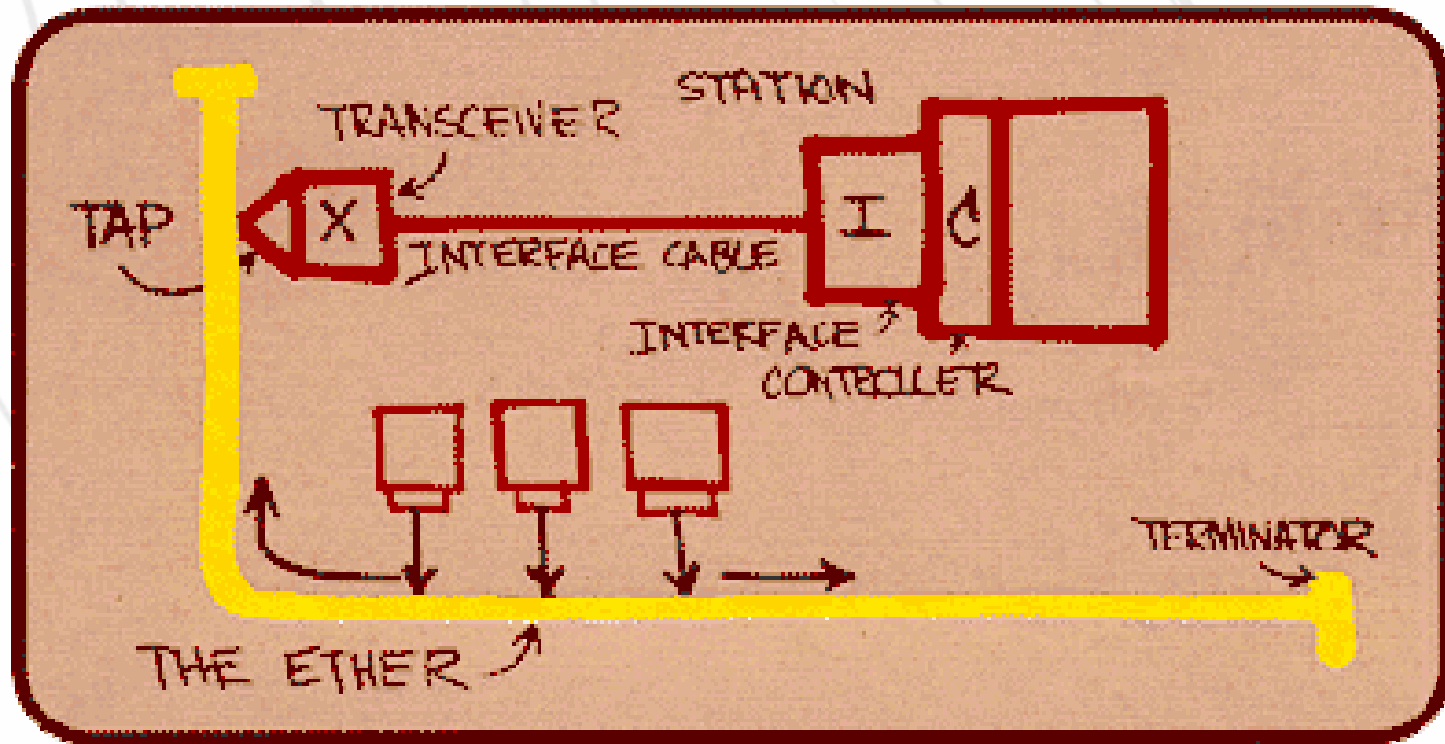 STATION
TRANSCEIVER
TAP
X
I
C
INTERFACE CABLE
INTERFACE
CONTROLLER
TERMINATOR
THE ETHER